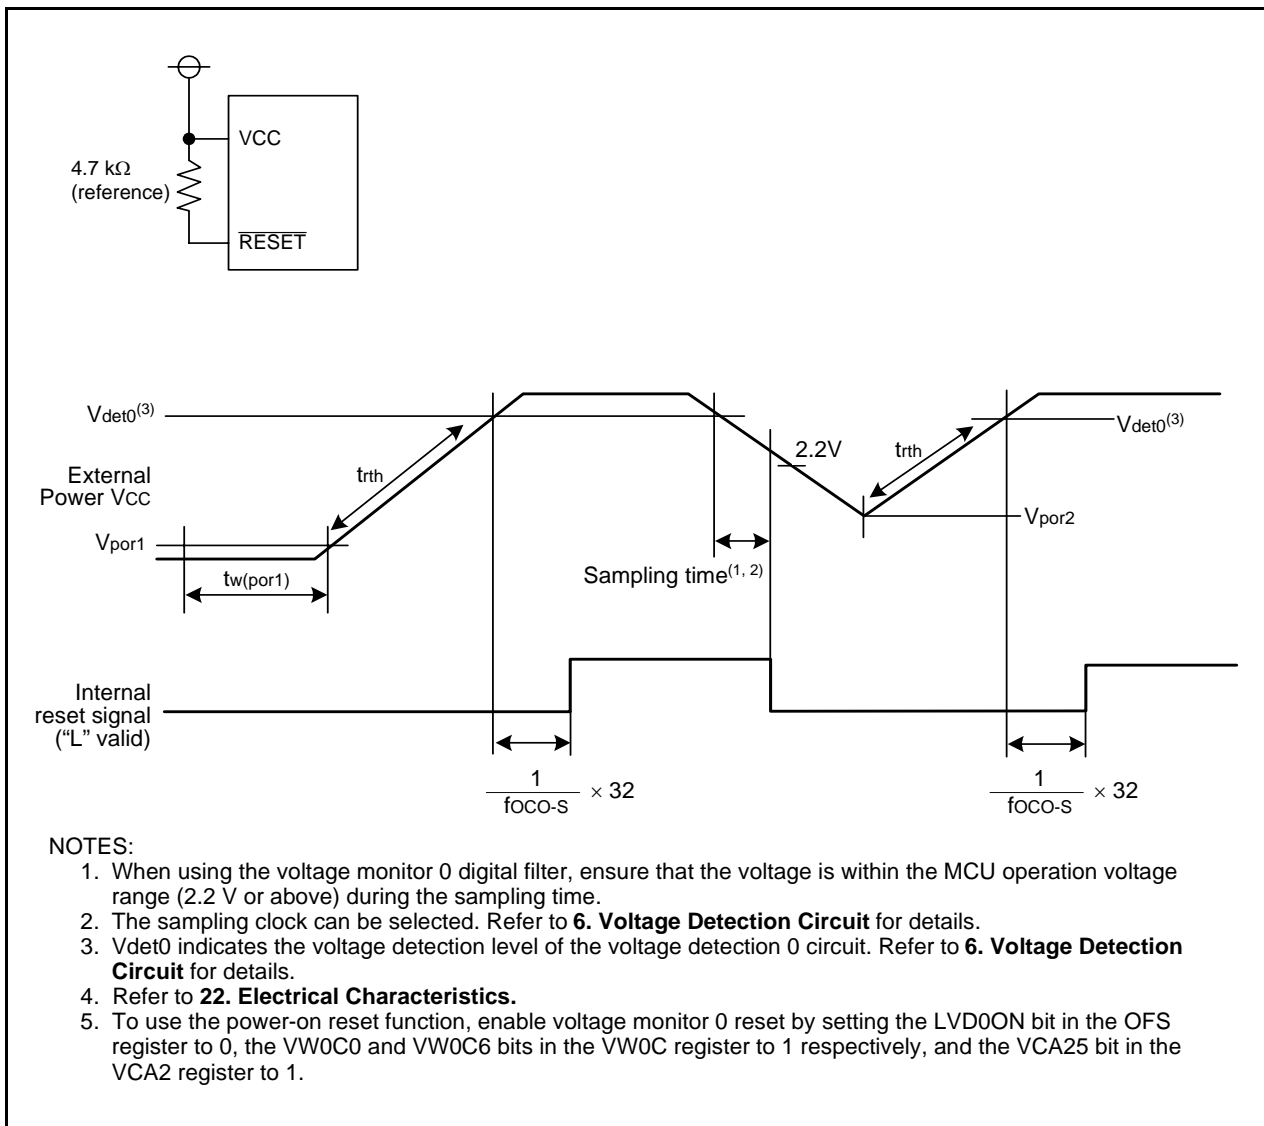 VCC
4.7 kΩ
(reference)
RESET
Vdet0(3)
2.2V
Vdet0(3)
trth
trth
External
Power VCC
Vpor2
Vpor1
Sampling time(1, 2)
tw(por1)
Internal
reset signal
(“L” valid)
1
fOCO-S
× 32
1
fOCO-S
× 32
NOTES:
1. When using the voltage monitor 0 digital filter, ensure that the voltage is within the MCU operation voltage
range (2.2 V or above) during the sampling time.
2. The sampling clock can be selected. Refer to 6. Voltage Detection Circuit for details.
3. Vdet0 indicates the voltage detection level of the voltage detection 0 circuit. Refer to 6. Voltage Detection
Circuit for details.
4. Refer to 22. Electrical Characteristics.
5. To use the power-on reset function, enable voltage monitor 0 reset by setting the LVD0ON bit in the OFS
register to 0, the VW0C0 and VW0C6 bits in the VW0C register to 1 respectively, and the VCA25 bit in the
VCA2 register to 1.